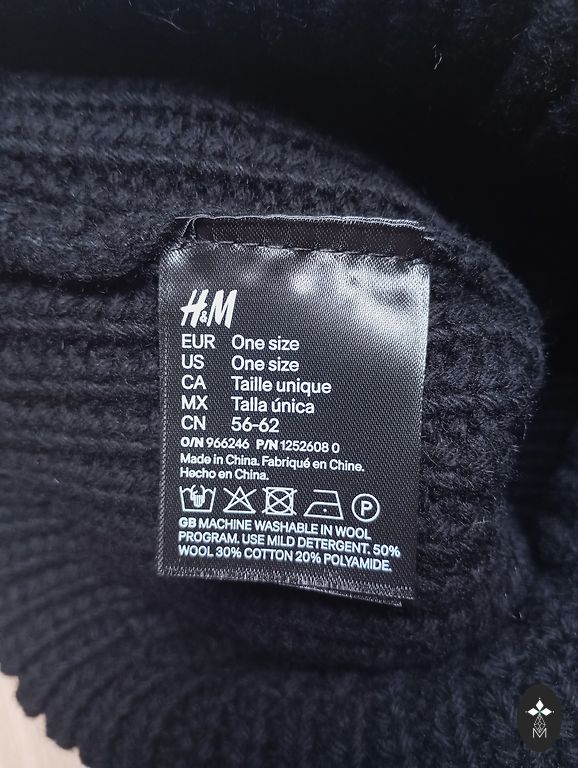 H&M
EUR One size
US One size
CA Taille unique
MX Talla única
CN 56-62
O/N 966246 P/N 1252608 0
Made in China. Fabriqué en Chine.
Hecho en China.
P
GB MACHINE WASHABLE IN WOOL
PROGRAM. USE MILD DETERGENT. 50%
WOOL 30% COTTON 20% POLYAMIDE.
M